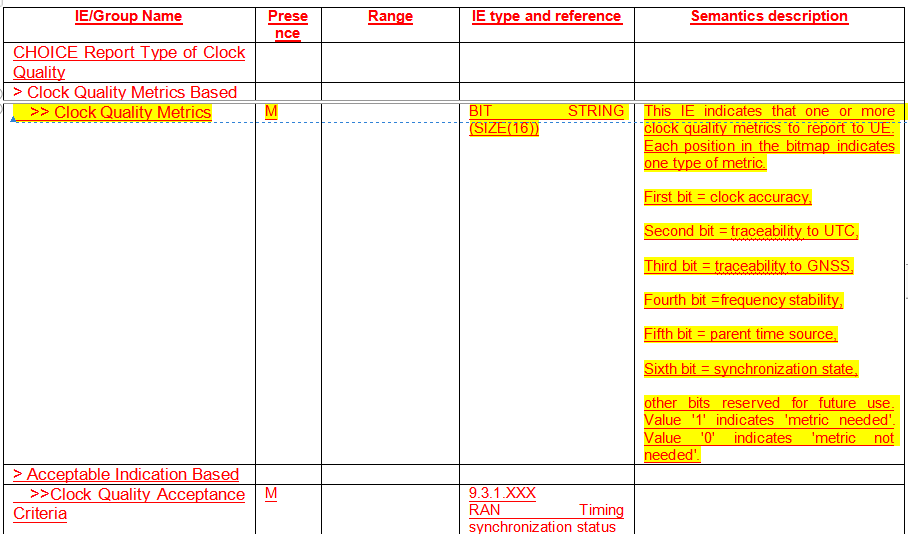 IE/Group Name Prese Range IE type and reference Semantics description
nce
CHOICE Report Type of Clock
Quality
> Clock Quality Metrics Based
>> Clock Quality Metrics M BIT STRING This IE indicates that one or more
(SIZE(16)) clock quality metrics to report to UE.
Each position in the bitmap indicates
one type of metric.
First bit = clock accuracy,
Second bit = traceability to UTC,
Third bit = traceability to GNSS,
Fourth bit =frequency stability,
Fifth bit = parent time source,
Sixth bit = synchronization state,
other bits reserved for future use.
Value '1' indicates 'metric needed'.
Value '0' indicates 'metric not
needed'.
> Acceptable Indication Based
>>Clock Quality Acceptance M 9.3.1.XXX
Criteria RAN Timing
synchronization status